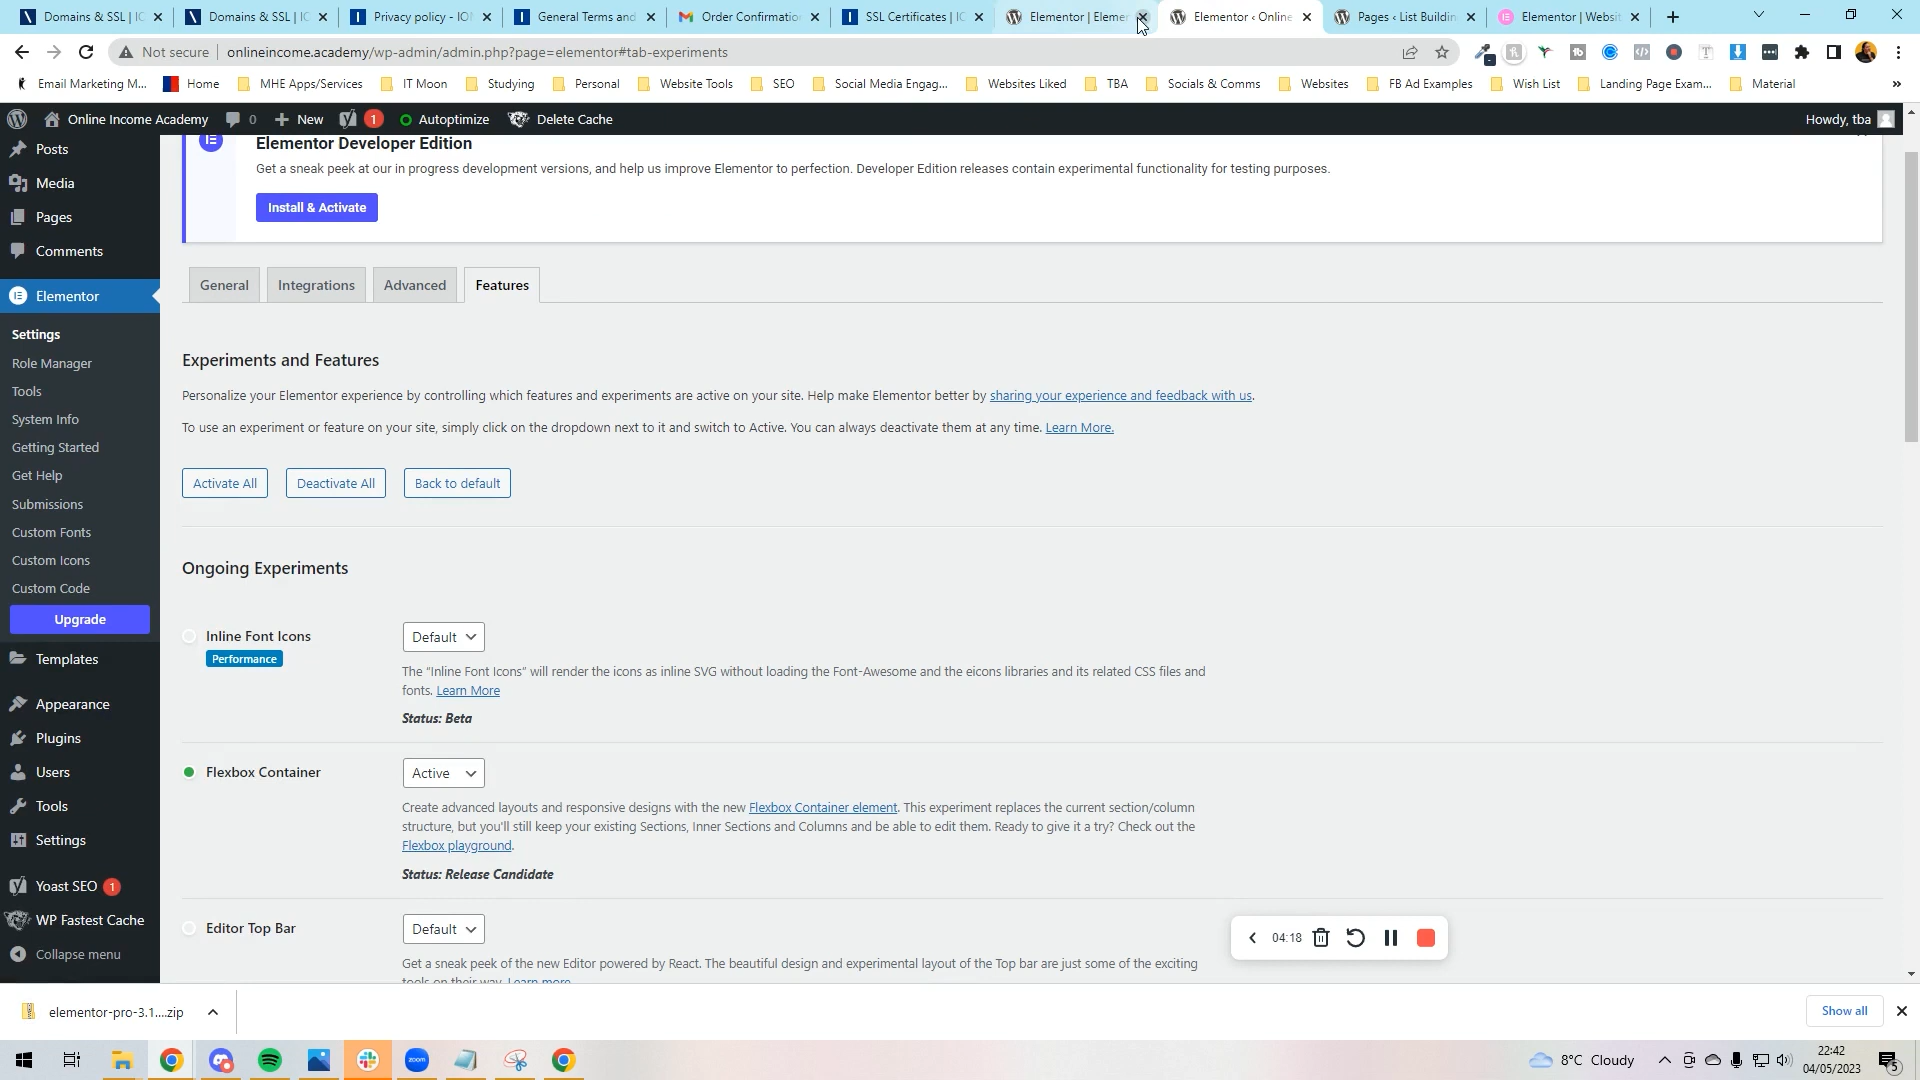 Domains & SSL | IO
Domains & SSL | IO
Privacy policy - ION
General Terms and
Order Confirmation
SSL Certificates | IO
Elementor | Elemen
Elementor ‹ Online
Pages ‹ List Buildin
Elementor | Websit
Not secure
onlineincome.academy/wp-admin/admin.php?page=elementor#tab-experiments
Email Marketing M...
Home
MHE Apps/Services
IT Moon
Studying
Personal
Website Tools
SEO
Social Media Engag...
Websites Liked
TBA
Socials & Comms
Websites
FB Ad Examples
Wish List
Landing Page Exam...
Material
»
Online Income Academy
0
New
1
Autoptimize
Delete Cache
Howdy, tba
Posts
Media
Pages
Comments
Elementor
Settings
Role Manager
Tools
System Info
Getting Started
Get Help
Submissions
Custom Fonts
Custom Icons
Custom Code
Upgrade
Templates
Appearance
Plugins
Users
Tools
Settings
Yoast SEO 1
WP Fastest Cache
Collapse menu
Elementor Developer Edition
Get a sneak peek at our in progress development versions, and help us improve Elementor to perfection. Developer Edition releases contain experimental functionality for testing purposes.
Install & Activate
General
Integrations
Advanced
Features
Experiments and Features
Personalize your Elementor experience by controlling which features and experiments are active on your site. Help make Elementor better by sharing your experience and feedback with us.
To use an experiment or feature on your site, simply click on the dropdown next to it and switch to Active. You can always deactivate them at any time. Learn More.
Activate All
Deactivate All
Back to default
Ongoing Experiments
Inline Font Icons
Performance
Default
The “Inline Font Icons” will render the icons as inline SVG without loading the Font-Awesome and the eicons libraries and its related CSS files and
fonts. Learn More
Status: Beta
Flexbox Container
Active
Create advanced layouts and responsive designs with the new Flexbox Container element. This experiment replaces the current section/column
structure, but you'll still keep your existing Sections, Inner Sections and Columns and be able to edit them. Ready to give it a try? Check out the
Flexbox playground.
Status: Release Candidate
Editor Top Bar
Default
Get a sneak peek of the new Editor powered by React. The beautiful design and experimental layout of the Top bar are just some of the exciting
tools on their way. Learn more
04:18
elementor-pro-3.1....zip
Show all
zoom
8°C Cloudy
22:42
04/05/2023
5